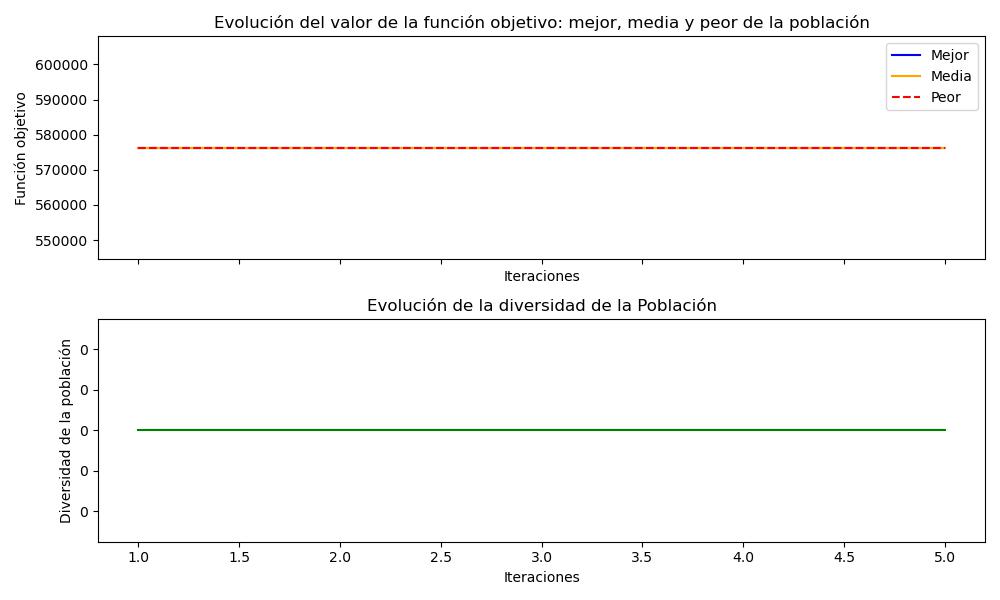 Evolución del valor de la función objetivo: mejor, media y peor de la población
Función objetivo
600000
590000
580000
570000
560000
550000
Mejor
Media
Peor
Iteraciones
Evolución de la diversidad de la Población
Diversidad de la población
0
0
0
0
0
1.0 1.5 2.0 2.5 3.0 3.5 4.0 4.5 5.0
Iteraciones